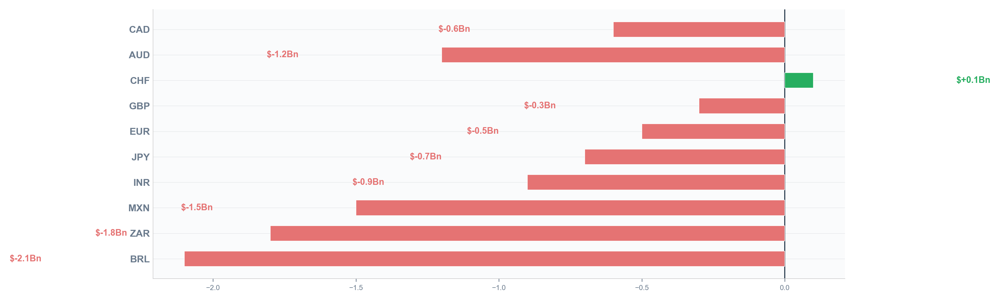 CAD $-0.6Bn
AUD $-1.2Bn
CHF $+0.1Bn
GBP $-0.3Bn
EUR $-0.5Bn
JPY $-0.7Bn
INR $-0.9Bn
MXN $-1.5Bn
$-1.8Bn ZAR
$-2.1Bn BRL
−2.0 −1.5 −1.0 −0.5 0.0